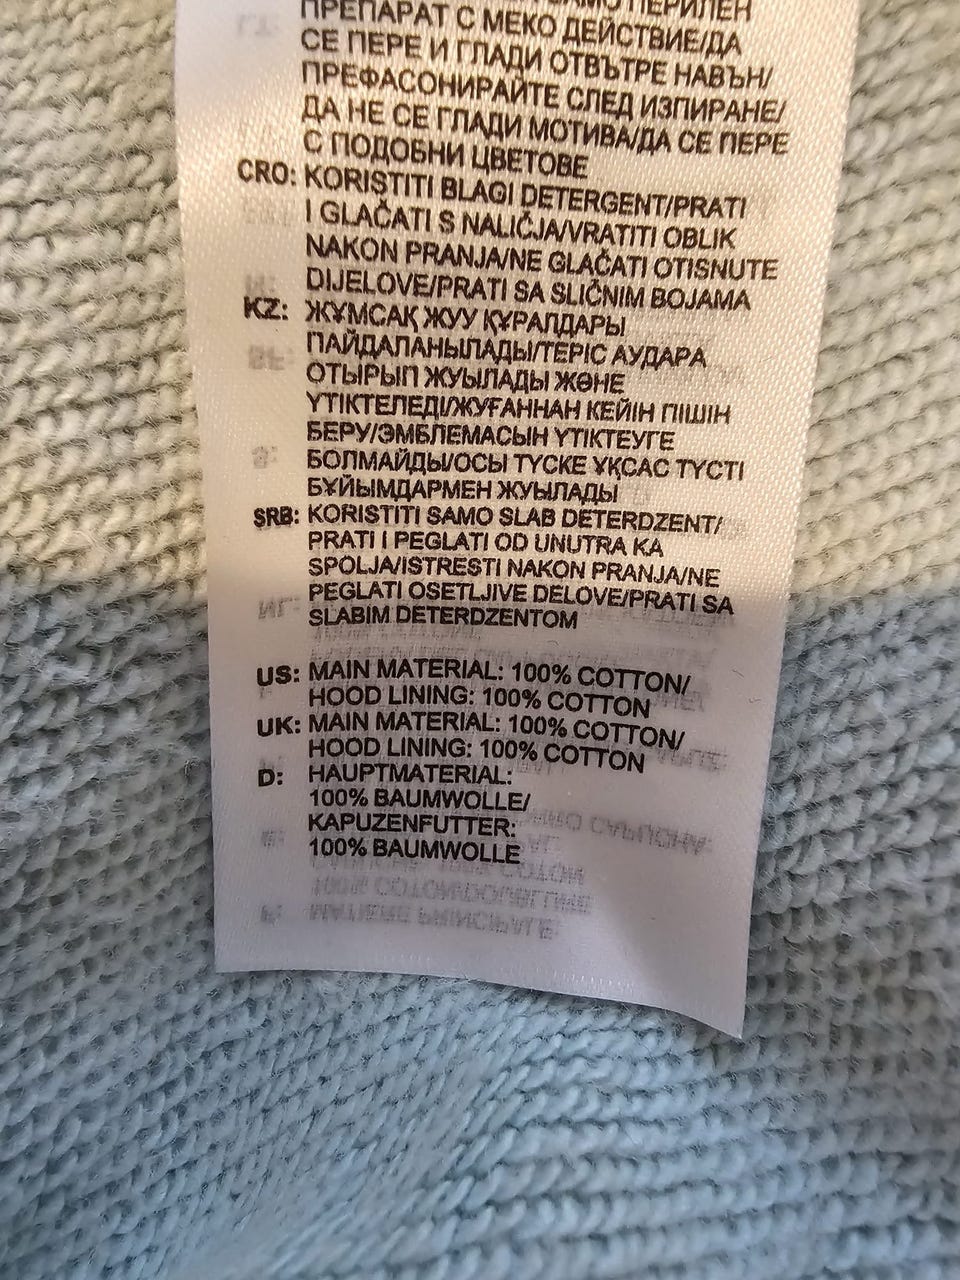 ПРЕПАРАТ С МЕКО ДЕЙСТВИЕ/ДА
СЕ ПЕРЕ И ГЛАДИ ОТВЪТРЕ НАВЪН/
ПРЕФАСОНИРАЙТЕ СЛЕД ИЗПИРАНЕ/
ДА НЕ СЕ ГЛАДИ МОТИВА/ДА СЕ ПЕРЕ
С ПОДОБНИ ЦВЕТОВЕ
CRO: KORISTITI BLAGI DETERGENT/PRATI
I GLAČATI S NALIČJA/VRATITI OBLIK
NAKON PRANJA/NE GLAČATI OTISNUTE
DIJELOVE/PRATI SA SLIČNIM BOJAMA
KZ: ЖҰМСАҚ ЖУУ ҚҰРАЛДАРЫ
ПАЙДАЛАНЫЛАДЫ/ТЕРІС АУДАРА
ОТЫРЫП ЖУЫЛАДЫ ЖӘНЕ
ҮТІКТЕЛЕДІ/ЖУҒАННАН КЕЙІН ПІШІН
БЕРУ/ЭМБЛЕМАСЫН ҮТІКТЕУГЕ
БОЛМАЙДЫ/ОСЫ ТҮСКЕ ҰҚСАС ТҮСТІ
БҰЙЫМДАРМЕН ЖУЫЛАДЫ
SRB: KORISTITI SAMO SLAB DETERDZENT/
PRATI I PEGLATI OD UNUTRA KA
SPOLJA/ISTRESTI NAKON PRANJA/NE
PEGLATI OSETLJIVE DELOVE/PRATI SA
SLABIM DETERDZENTOM
US: MAIN MATERIAL: 100% COTTON/
HOOD LINING: 100% COTTON
UK: MAIN MATERIAL: 100% COTTON/
HOOD LINING: 100% COTTON
D: HAUPTMATERIAL:
100% BAUMWOLLE/
KAPUZENFUTTER:
100% BAUMWOLLE